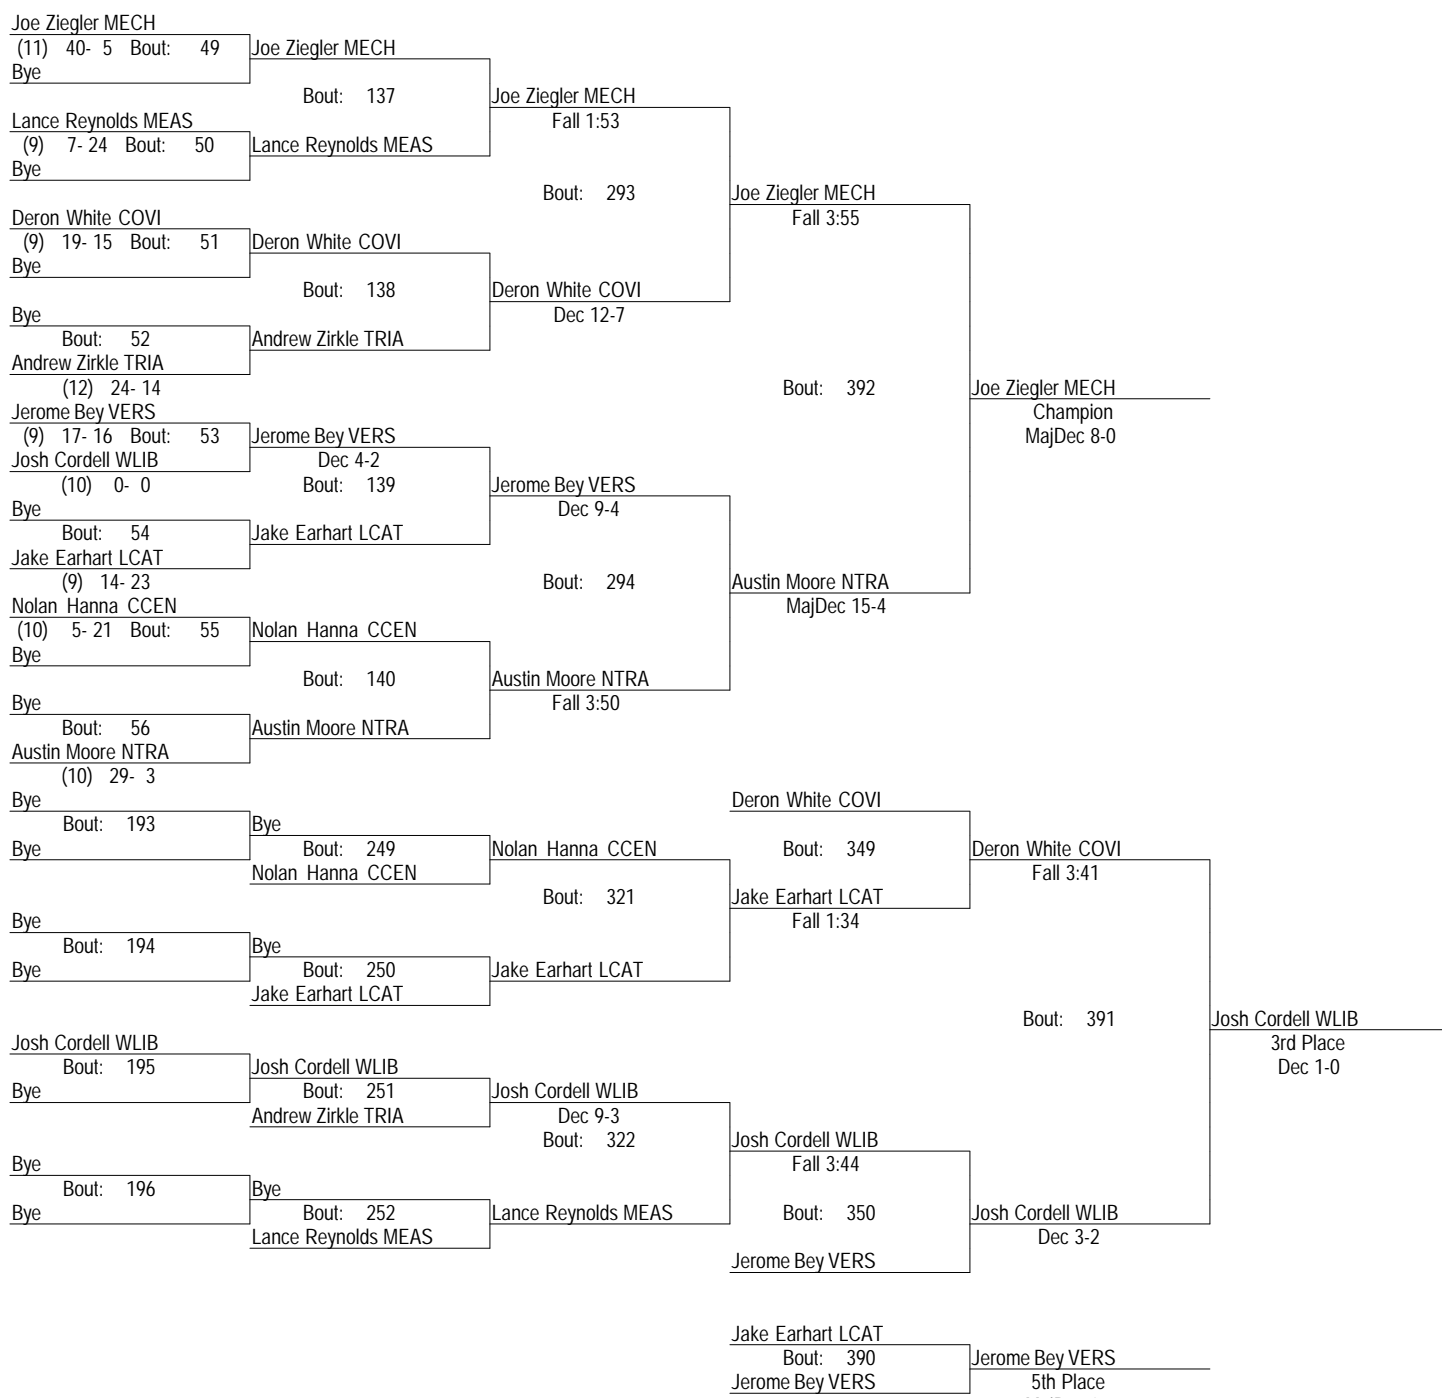 Joe Ziegler MECH
(11) 40- 5 Bout: 49 Joe Ziegler MECH
Bye
Bout: 137 Joe Ziegler MECH
Lance Reynolds MEAS Fall 1:53
(9) 7- 24 Bout: 50 Lance Reynolds MEAS
Bye
Bout: 293 Joe Ziegler MECH
Deron White COVI Fall 3:55
(9) 19- 15 Bout: 51 Deron White COVI
Bye
Bout: 138 Deron White COVI
Bye Dec 12-7
Bout: 52 Andrew Zirkle TRIA
Andrew Zirkle TRIA
(12) 24- 14 Bout: 392 Joe Ziegler MECH
Jerome Bey VERS Champion
(9) 17- 16 Bout: 53 Jerome Bey VERS MajDec 8-0
Josh Cordell WLIB Dec 4-2
(10) 0- 0 Bout: 139 Jerome Bey VERS
Bye Dec 9-4
Bout: 54 Jake Earhart LCAT
Jake Earhart LCAT
(9) 14- 23 Bout: 294 Austin Moore NTRA
Nolan Hanna CCEN MajDec 15-4
(10) 5- 21 Bout: 55 Nolan Hanna CCEN
Bye
Bout: 140 Austin Moore NTRA
Bye Fall 3:50
Bout: 56 Austin Moore NTRA
Austin Moore NTRA
(10) 29- 3
Bye Deron White COVI
Bout: 193 Bye
Bye Bout: 249 Nolan Hanna CCEN Bout: 349 Deron White COVI
Nolan Hanna CCEN Fall 3:41
Bout: 321 Jake Earhart LCAT
Bye Fall 1:34
Bout: 194 Bye
Bye Bout: 250 Jake Earhart LCAT
Jake Earhart LCAT
Bout: 391 Josh Cordell WLIB
Josh Cordell WLIB 3rd Place
Bout: 195 Josh Cordell WLIB Dec 1-0
Bye Bout: 251 Josh Cordell WLIB
Andrew Zirkle TRIA Dec 9-3
Bout: 322 Josh Cordell WLIB
Bye Fall 3:44
Bout: 196 Bye
Bye Bout: 252 Lance Reynolds MEAS Bout: 350 Josh Cordell WLIB
Lance Reynolds MEAS Dec 3-2
Jerome Bey VERS
Jake Earhart LCAT
Bout: 390 Jerome Bey VERS
Jerome Bey VERS 5th Place